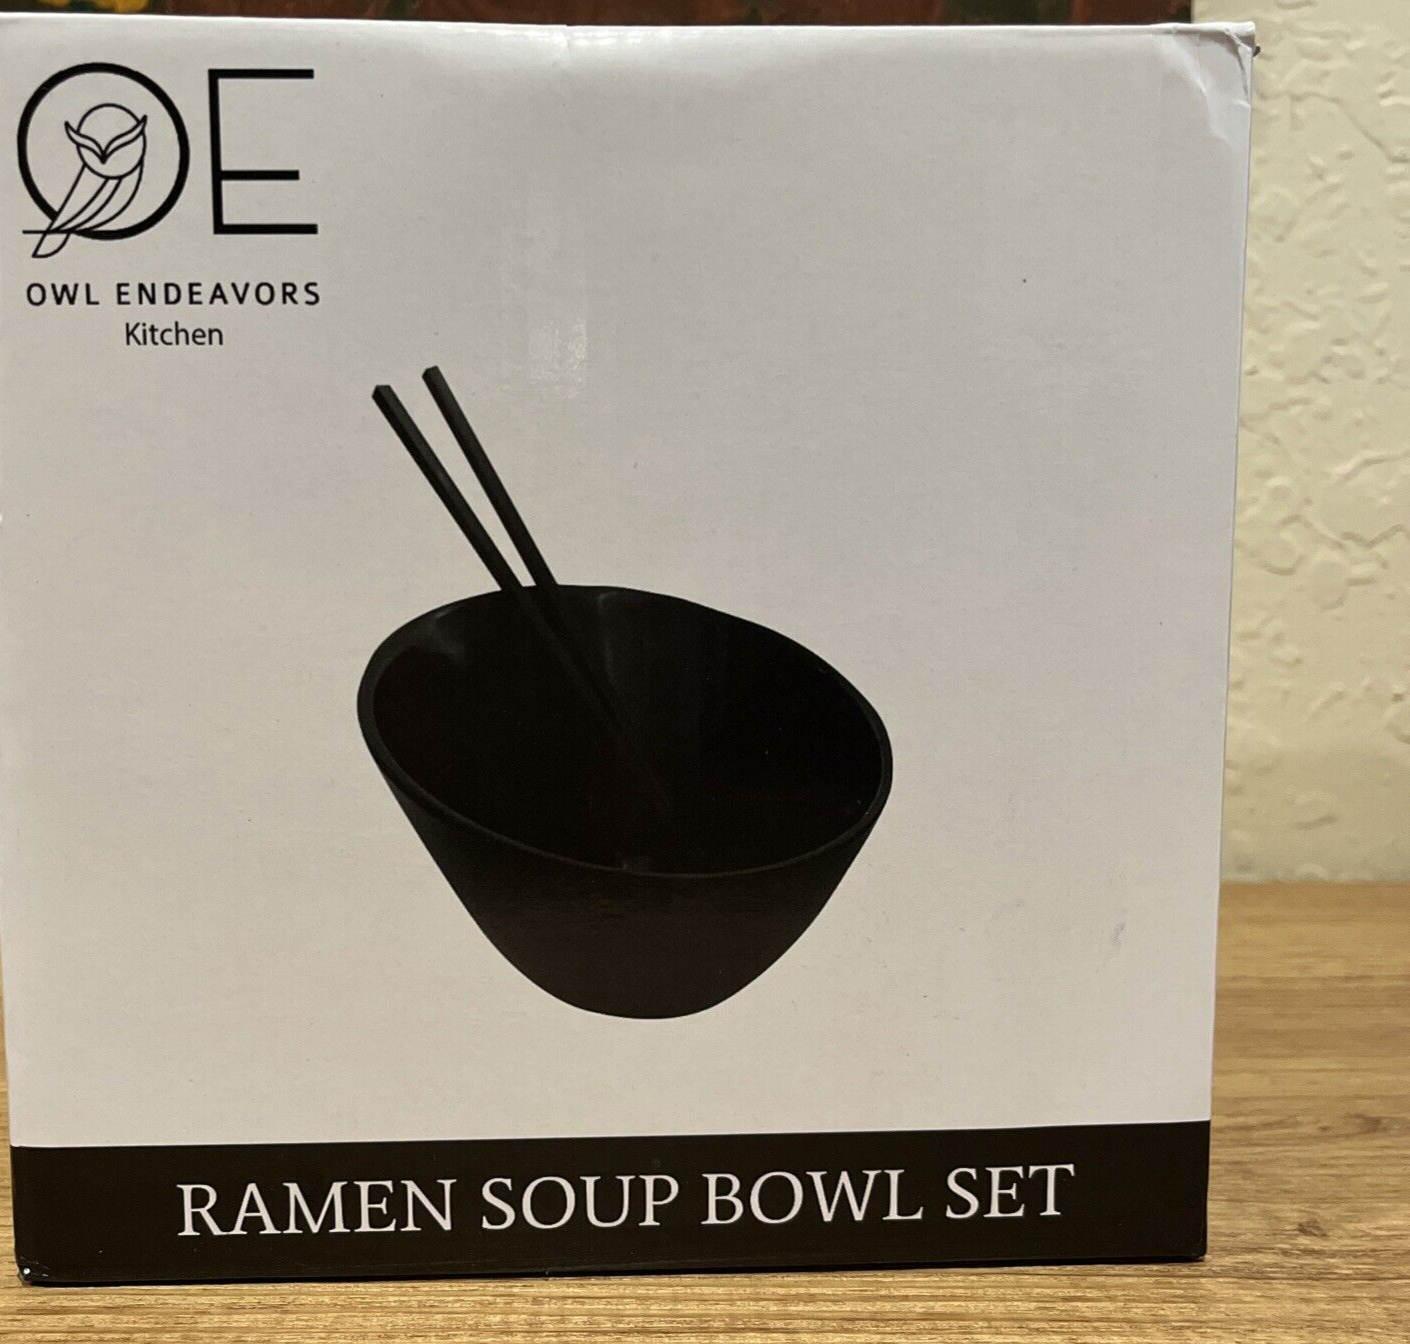 OE
OWL ENDEAVORS
Kitchen
RAMEN SOUP BOWL SET